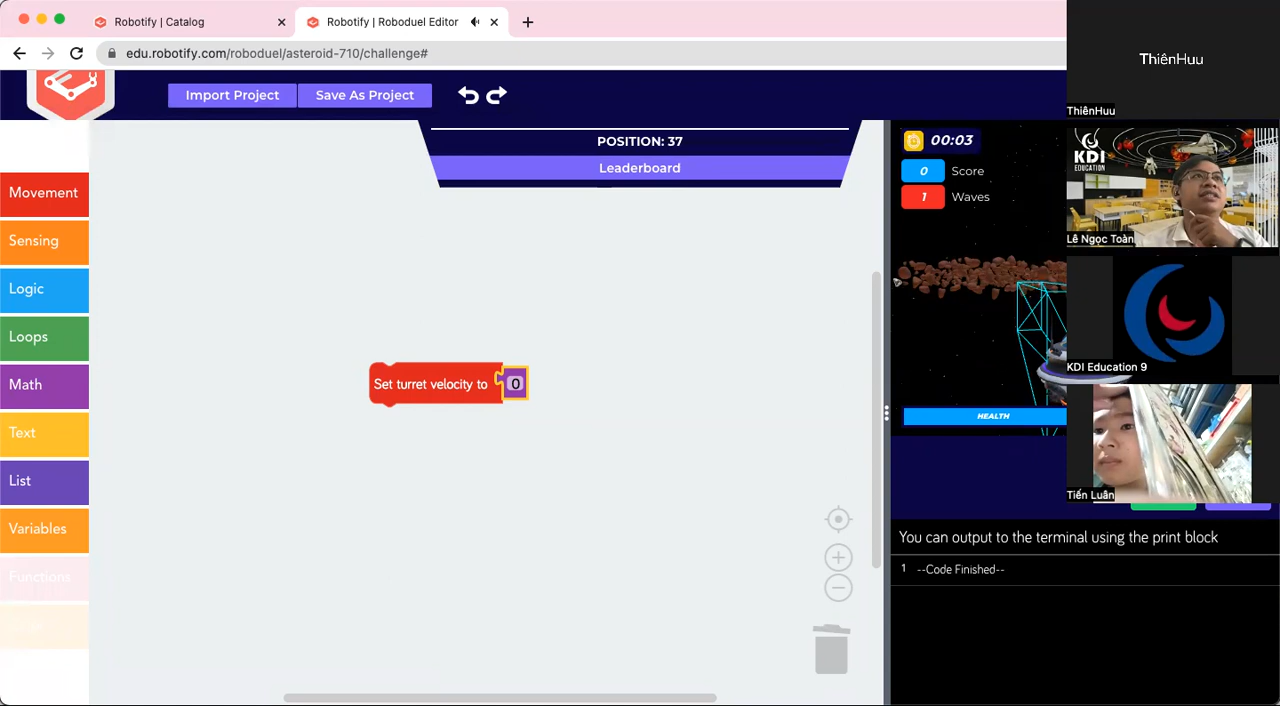 Robotify | Catalog
Robotify | Roboduel Editor
edu.robotify.com/roboduel/asteroid-710/challenge#
Import Project
Save As Project
POSITION: 37
Leaderboard
Movement
Sensing
Logic
Loops
Math
Text
List
Variables
Functions
Set turret velocity to
0
00:03
0 Score
1 Waves
HEALTH
You can output to the terminal using the print block
1 --Code Finished--
ThiênHuu
ThiênHuu
KDI
EDUCATION
Lê Ngọc Toàn
KDI Education 9
Tiến Luân